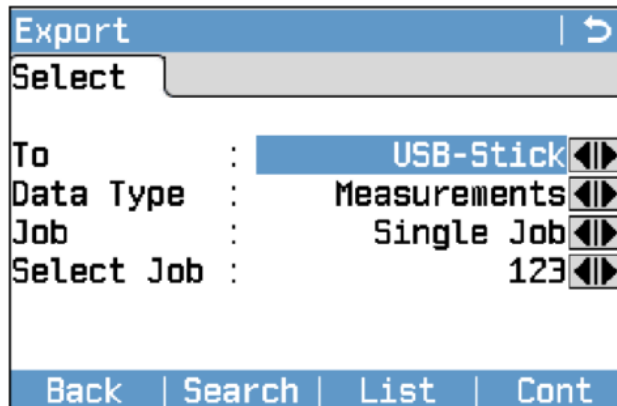 Export
Select
To : USB-Stick
Data Type : Measurements
Job : Single Job
Select Job : 123
Back | Search | List | Cont